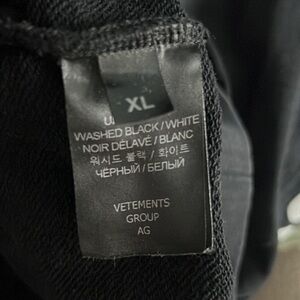 XL
WASHED BLACK/WHITE
NOIR DÉLAVÉ/BLANC
워시드 블랙 / 화이트
ЧЁРНЫЙ/БЕЛЫЙ
VETEMENTS
GROUP
AG